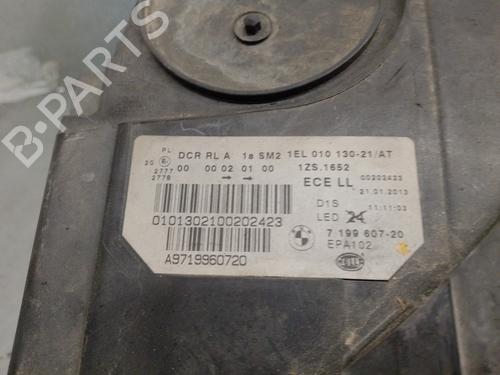 PL DCR RL A 1a SM2 1EL 010 130-21/AT
20 2777 00 00 02 01 00 1ZS.1652 00202423
2778 → → ECE LL 21.01.2013
D1S 11:11:03
0101302100202423 LED
7 199 607-20
EPA102
A9719960720
HELLA
B-PARTS